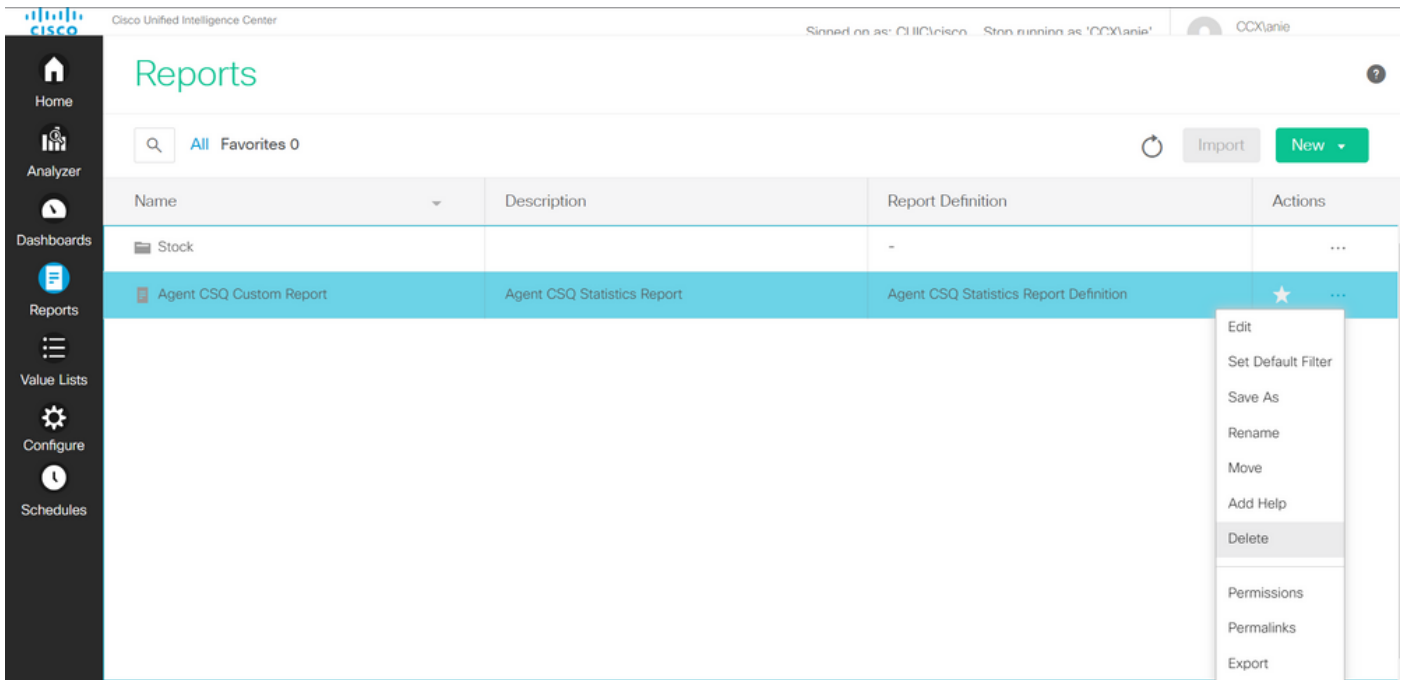 CISCO
Cisco Unified Intelligence Center
Signed on as: CUIC\cisco Stop running as 'CCX\anie'
CCX\anie
Home
Analyzer
Dashboards
Reports
Value Lists
Configure
Schedules
Reports
?
All Favorites 0
Import
New
Name Description Report Definition Actions
Stock - ...
Agent CSQ Custom Report Agent CSQ Statistics Report Agent CSQ Statistics Report Definition ...
Edit
Set Default Filter
Save As
Rename
Move
Add Help
Delete
Permissions
Permalinks
Export